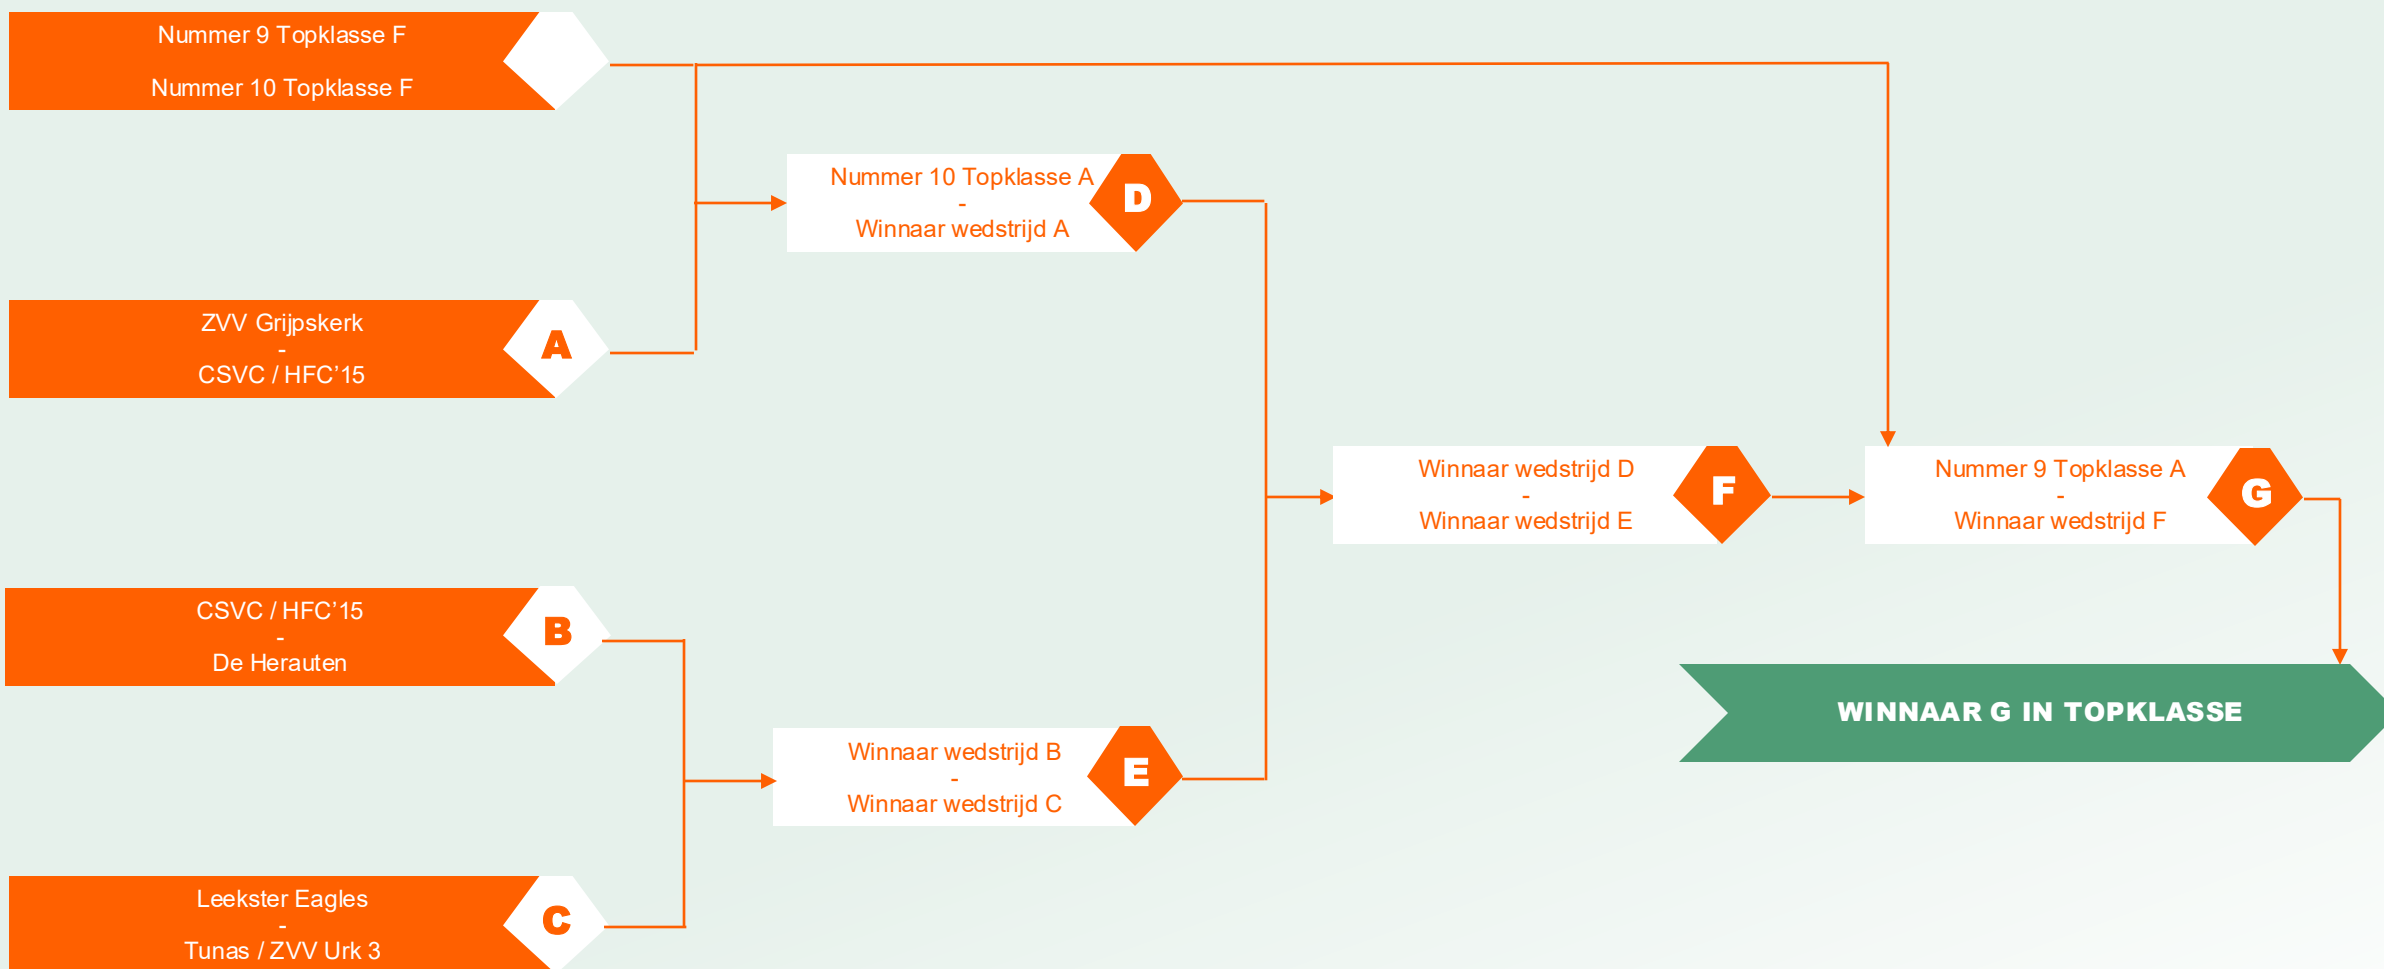 Nummer 9 Topklasse F
Nummer 10 Topklasse F
Nummer 10 Topklasse A
-
Winnaar wedstrijd A
D
ZVV Grijpskerk
-
CSVC / HFC’15
A
Winnaar wedstrijd D
-
Winnaar wedstrijd E
F
Nummer 9 Topklasse A
-
Winnaar wedstrijd F
G
CSVC / HFC’15
-
De Herauten
B
WINNAAR G IN TOPKLASSE
Winnaar wedstrijd B
-
Winnaar wedstrijd C
E
Leekster Eagles
-
Tunas / ZVV Urk 3
C